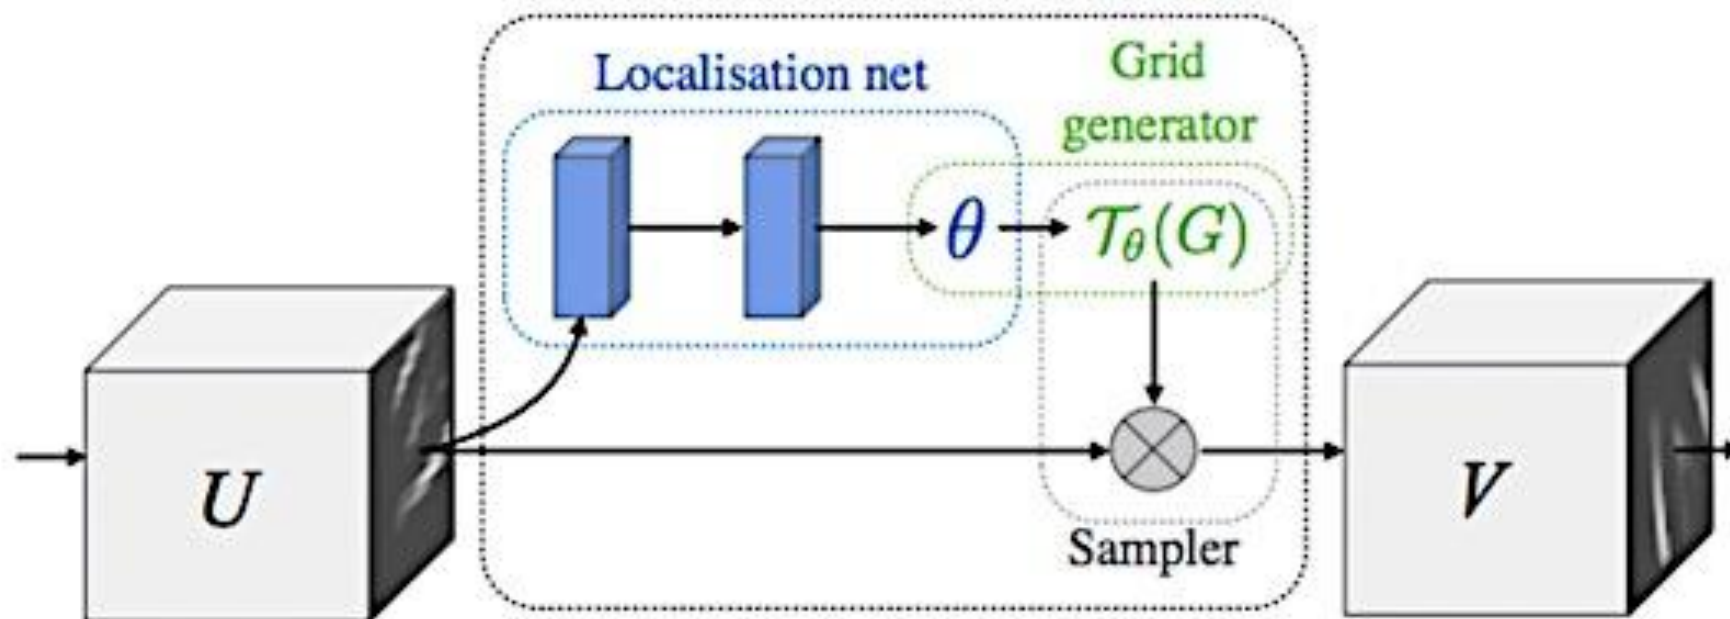 Localisation net
Grid
generator
θ
𝒯θ(G)
U
V
Sampler